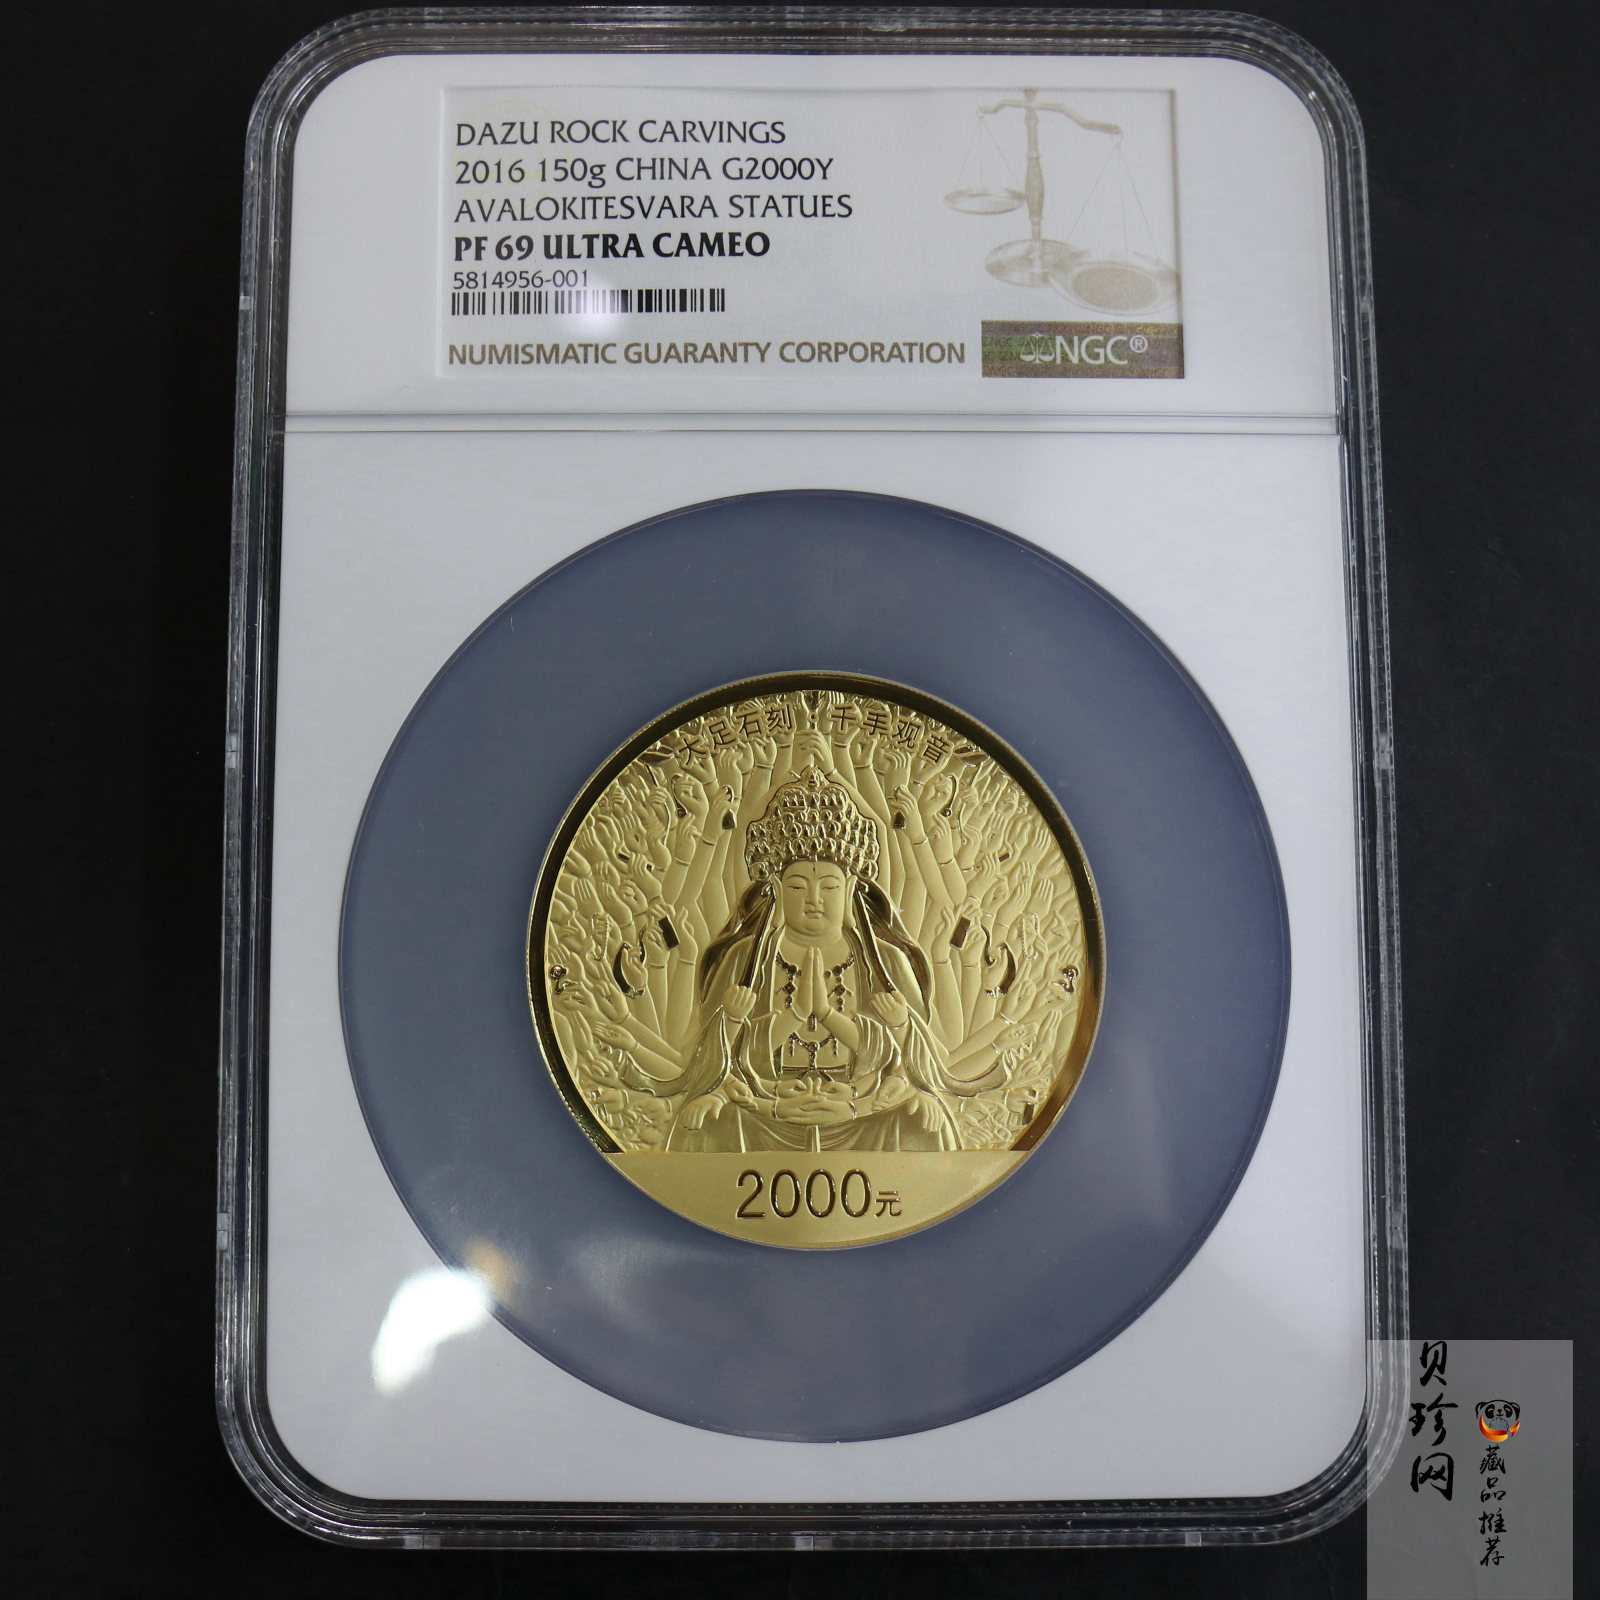 DAZU ROCK CARVINGS
2016 150g CHINA G2000Y
AVALOKITESVARA STATUES
PF 69 ULTRA CAMEO
5814956-001
NUMISMATIC GUARANTY CORPORATION
NGC®
大足石刻·千手观音
2000元
贝珍网
藏品推荐